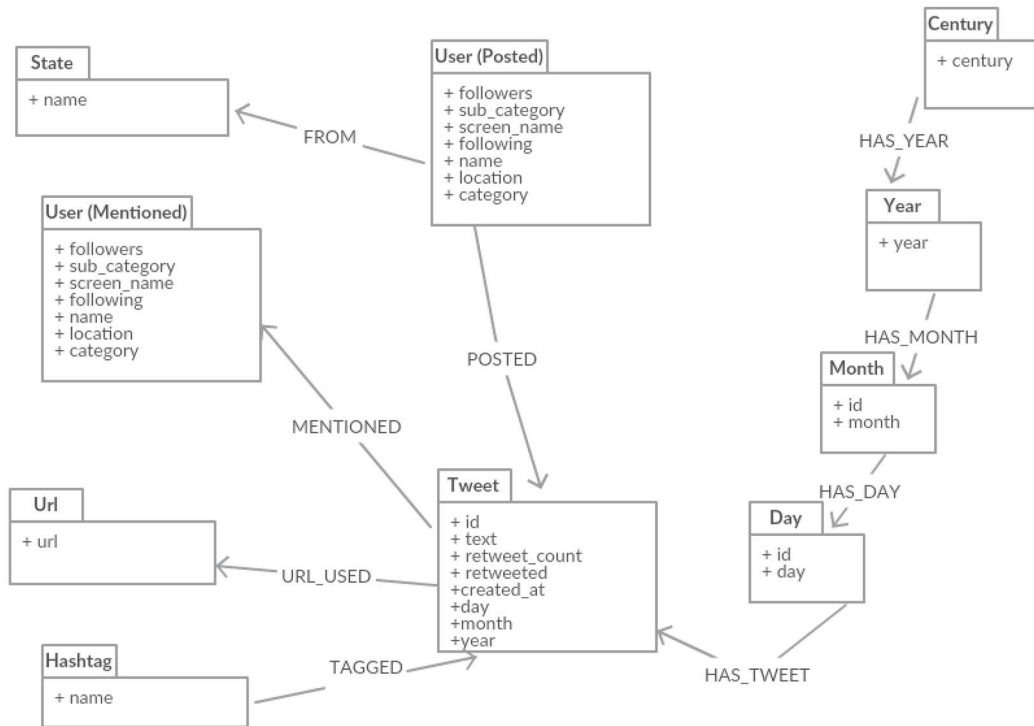 State
+ name
FROM
User (Posted)
+ followers
+ sub_category
+ screen_name
+ following
+ name
+ location
+ category
Century
+ century
HAS_YEAR
Year
+ year
HAS_MONTH
Month
+ id
+ month
HAS_DAY
Day
+ id
+ day
HAS_TWEET
User (Mentioned)
+ followers
+ sub_category
+ screen_name
+ following
+ name
+ location
+ category
MENTIONED
POSTED
Tweet
+ id
+ text
+ retweet_count
+ retweeted
+created_at
+day
+month
+year
Url
+ url
URL_USED
Hashtag
+ name
TAGGED